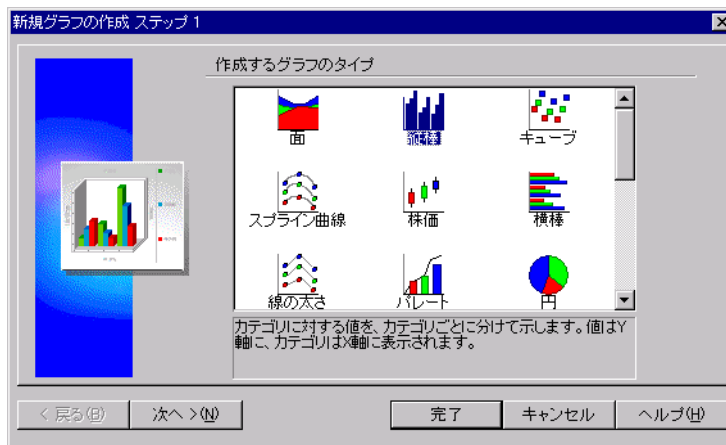 新規グラフの作成 ステップ 1
作成するグラフのタイプ
面
縦棒
キューブ
スプライン曲線
株価
横棒
線の太さ
パレート
円
カテゴリに対する値を、カテゴリごとに分けて示します。値はY
軸に、カテゴリはX軸に表示されます。
< 戻る(B)
次へ >(N)
完了
キャンセル
ヘルプ(H)